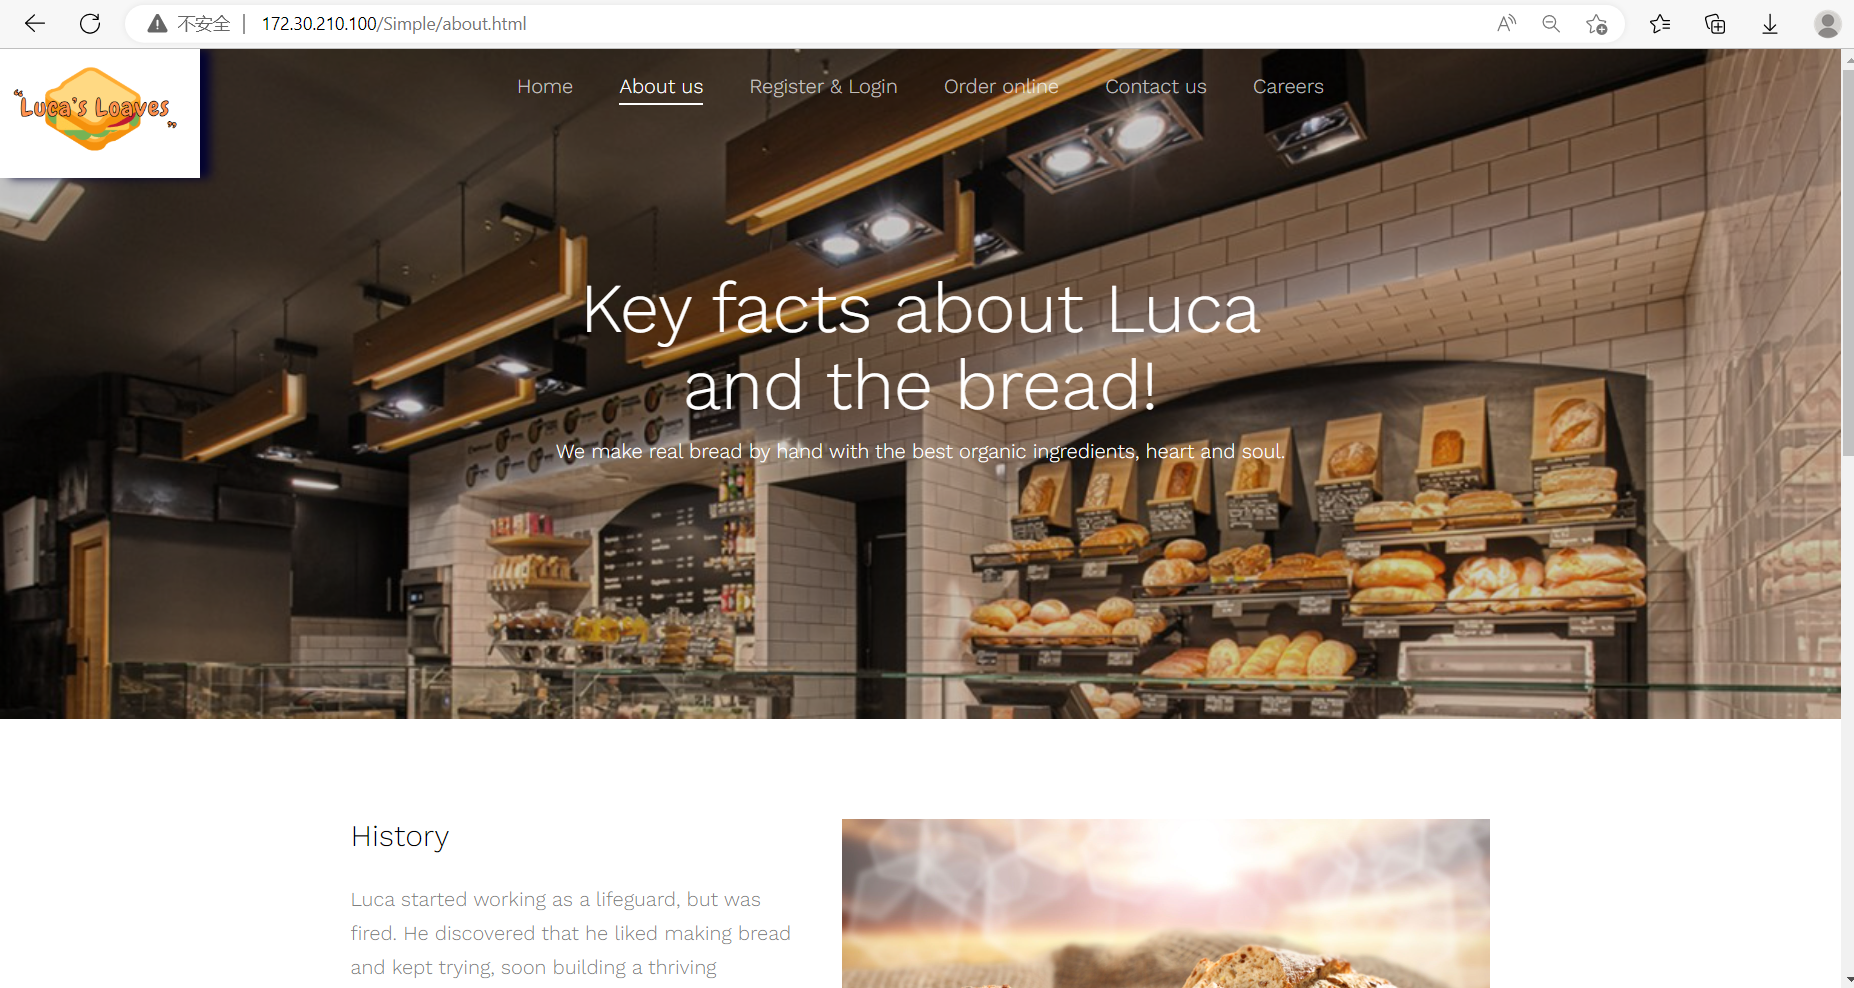 不安全 | 172.30.210.100/Simple/about.html
“Luca's Loaves”
Home About us Register & Login Order online Contact us Careers
Key facts about Luca
and the bread!
We make real bread by hand with the best organic ingredients, heart and soul.
History
Luca started working as a lifeguard, but was
fired. He discovered that he liked making bread
and kept trying, soon building a thriving